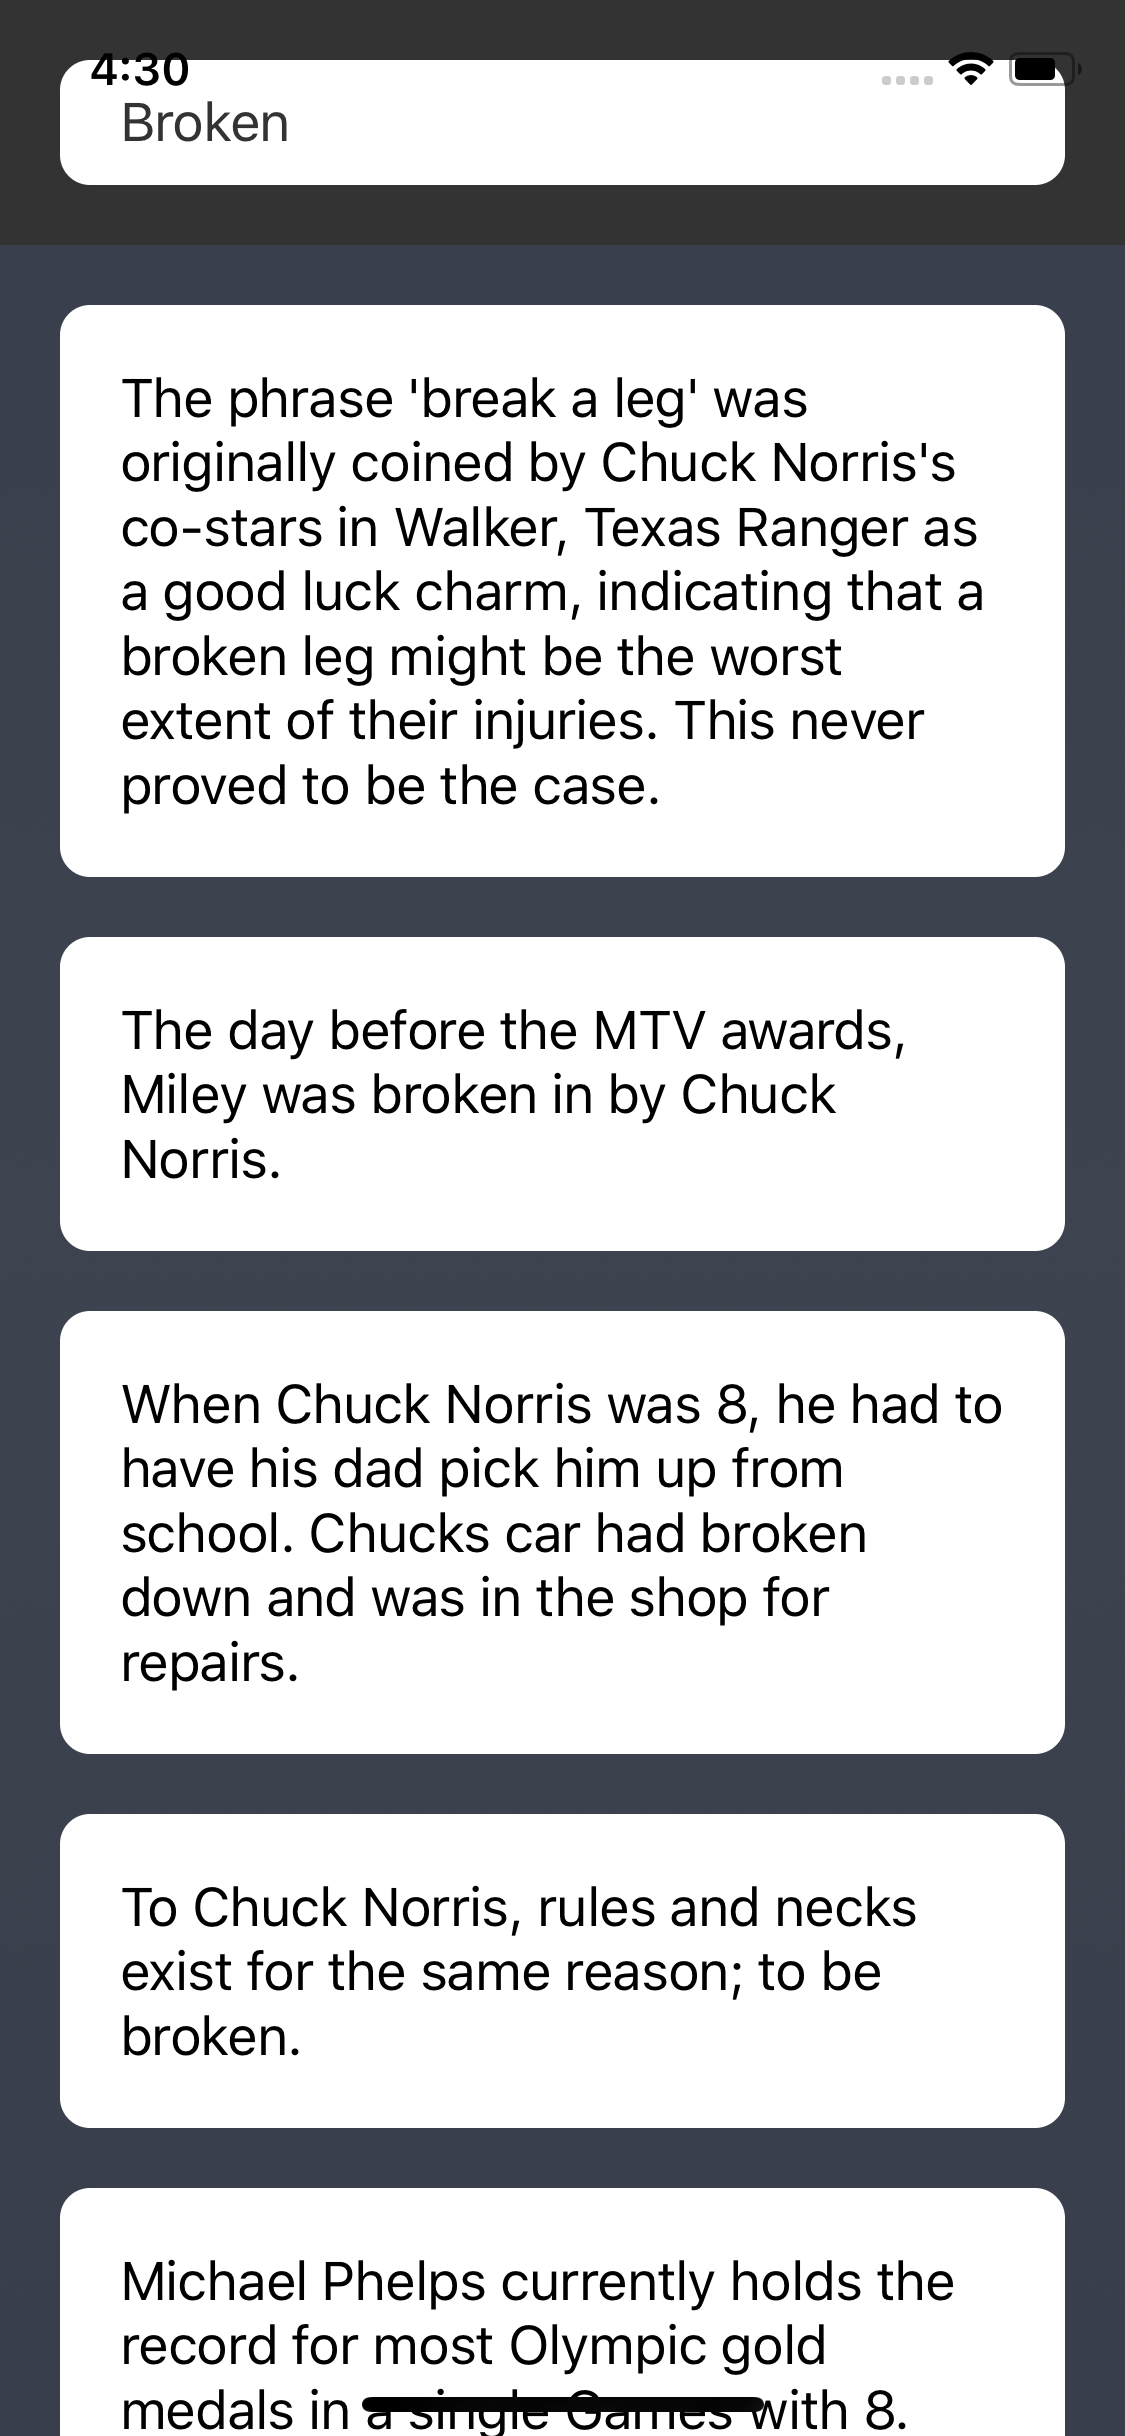 4:30
Broken
The phrase 'break a leg' was
originally coined by Chuck Norris's
co-stars in Walker, Texas Ranger as
a good luck charm, indicating that a
broken leg might be the worst
extent of their injuries. This never
proved to be the case.
The day before the MTV awards,
Miley was broken in by Chuck
Norris.
When Chuck Norris was 8, he had to
have his dad pick him up from
school. Chucks car had broken
down and was in the shop for
repairs.
To Chuck Norris, rules and necks
exist for the same reason; to be
broken.
Michael Phelps currently holds the
record for most Olympic gold
medals in a single Games with 8.